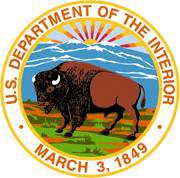 U.S. DEPARTMENT OF THE INTERIOR
MARCH 3, 1849